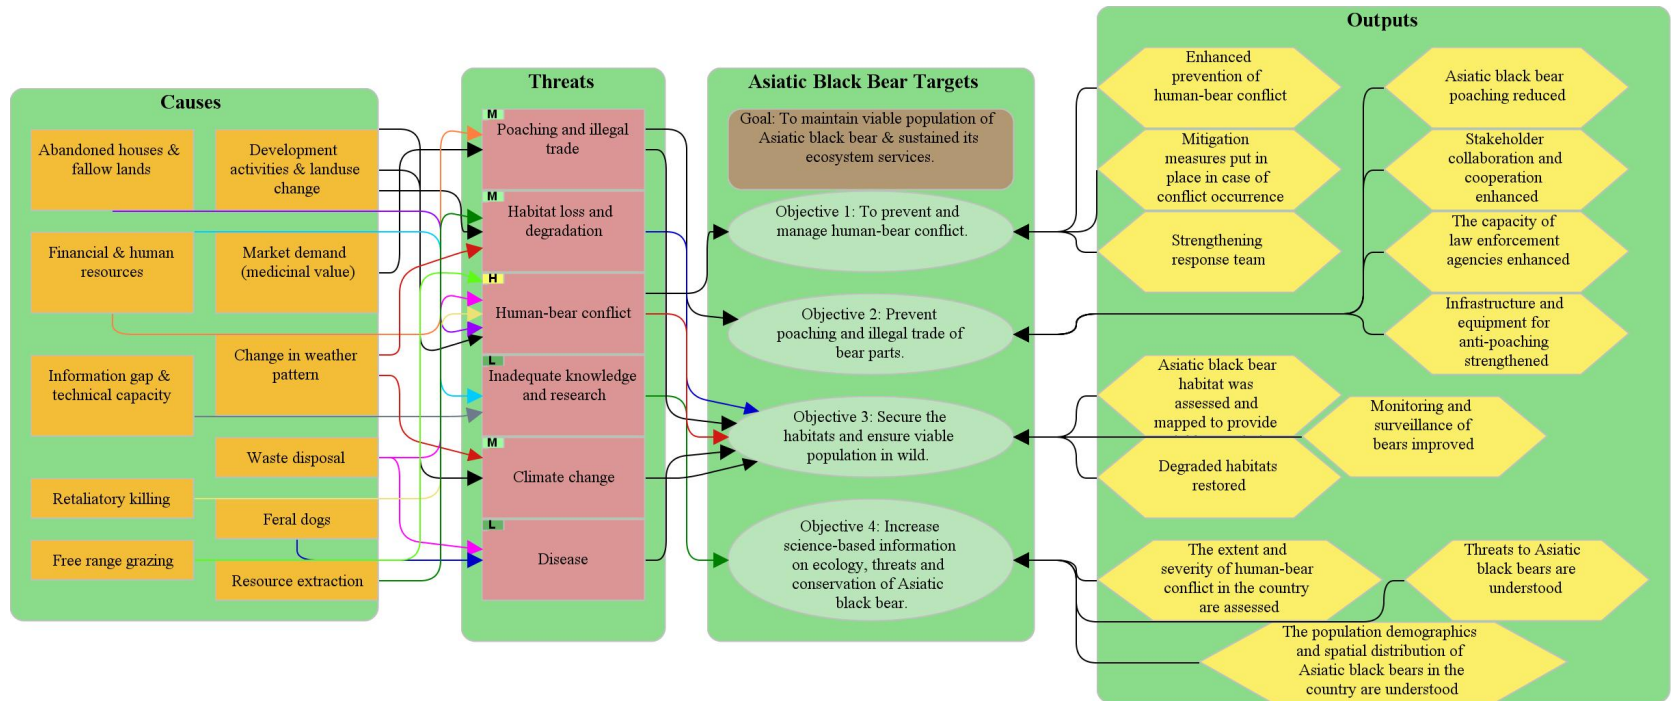 Causes
Abandoned houses &
fallow lands
Development
activities & landuse
change
Financial & human
resources
Market demand
(medicinal value)
Change in weather
pattern
Information gap &
technical capacity
Waste disposal
Retaliatory killing
Feral dogs
Free range grazing
Resource extraction
Threats
M
Poaching and illegal
trade
M
Habitat loss and
degradation
H
Human-bear conflict
L
Inadequate knowledge
and research
M
Climate change
L
Disease
Asiatic Black Bear Targets
Goal: To maintain viable population of
Asiatic black bear & sustained its
ecosystem services.
Objective 1: To prevent and
manage human-bear conflict.
Objective 2: Prevent
poaching and illegal trade of
bear parts.
Objective 3: Secure the
habitats and ensure viable
population in wild.
Objective 4: Increase
science-based information
on ecology, threats and
conservation of Asiatic
black bear.
Outputs
Enhanced
prevention of
human-bear conflict
Asiatic black bear
poaching reduced
Mitigation
measures put in
place in case of
conflict occurrence
Stakeholder
collaboration and
cooperation
enhanced
Strengthening
response team
The capacity of
law enforcement
agencies enhanced
Infrastructure and
equipment for
anti-poaching
strengthened
Asiatic black bear
habitat was
assessed and
mapped to provide
Monitoring and
surveillance of
bears improved
Degraded habitats
restored
The extent and
severity of human-bear
conflict in the country
are assessed
Threats to Asiatic
black bears are
understood
The population demographics
and spatial distribution of
Asiatic black bears in the
country are understood